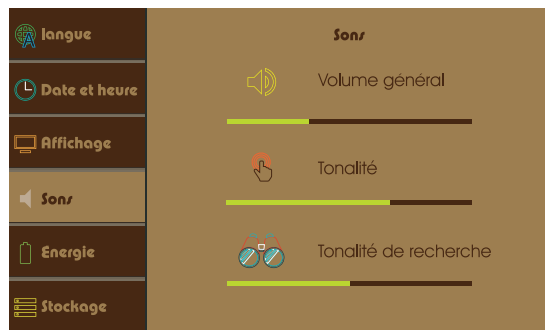 langue
Date et heure
Affichage
Sons
Energie
Stockage
Sons
Volume général
Tonalité
Tonalité de recherche